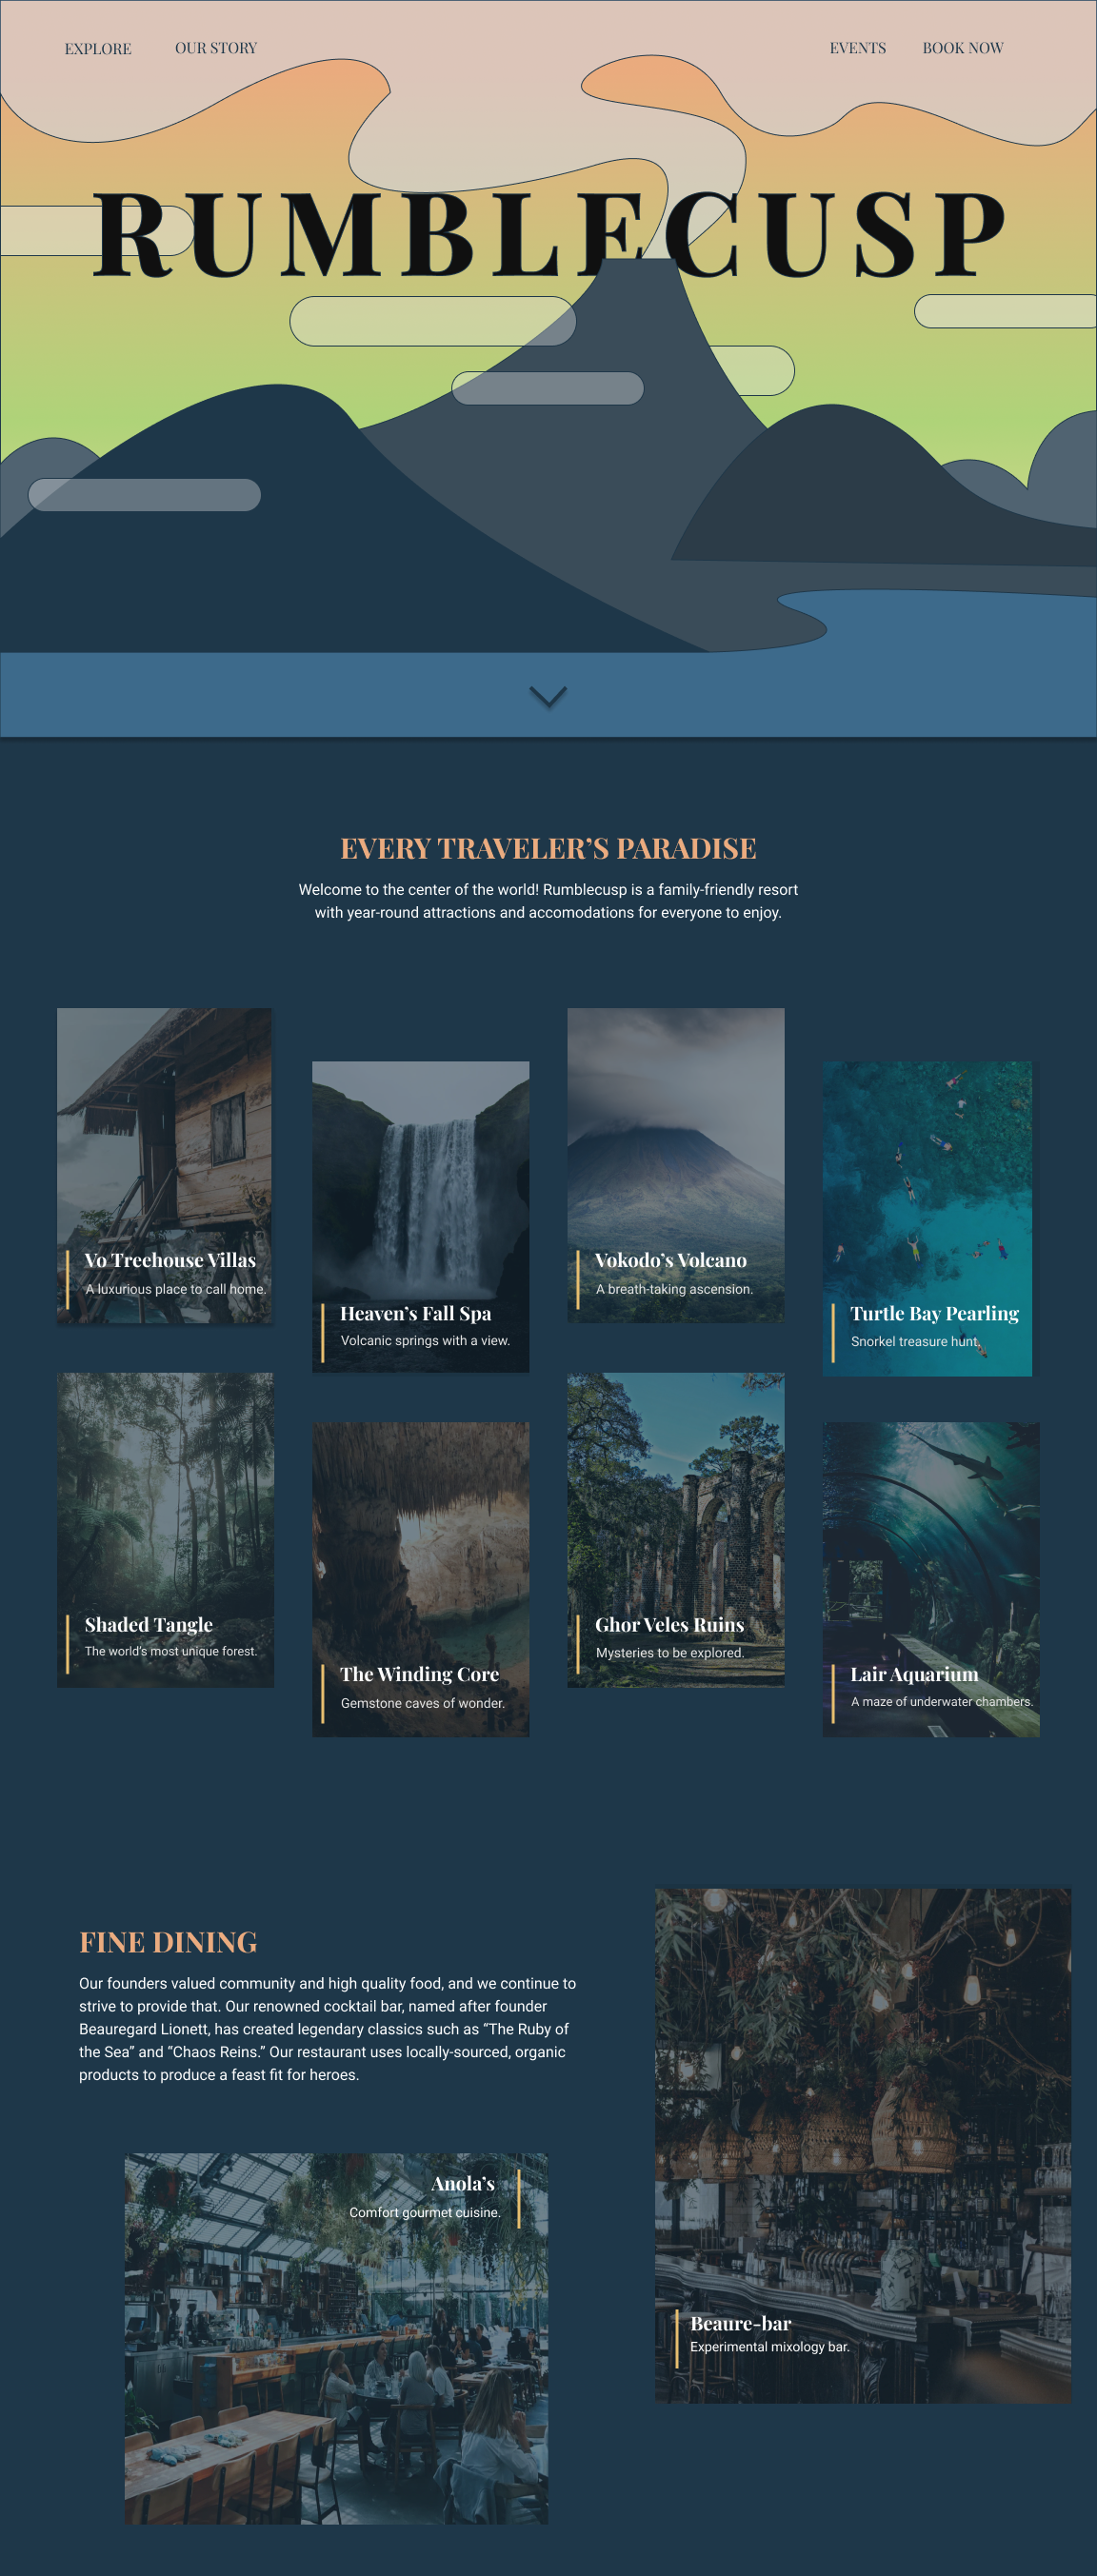 EXPLORE
OUR STORY
EVENTS
BOOK NOW
RUMBLECUSP
EVERY TRAVELER’S PARADISE
Welcome to the center of the world! Rumblecusp is a family-friendly resort
with year-round attractions and accomodations for everyone to enjoy.
Vo Treehouse Villas
A luxurious place to call home.
Heaven’s Fall Spa
Volcanic springs with a view.
Vokodo’s Volcano
A breath-taking ascension.
Turtle Bay Pearling
Snorkel treasure hunt.
Shaded Tangle
The world’s most unique forest.
The Winding Core
Gemstone caves of wonder.
Ghor Veles Ruins
Mysteries to be explored.
Lair Aquarium
A maze of underwater chambers.
FINE DINING
Our founders valued community and high quality food, and we continue to
strive to provide that. Our renowned cocktail bar, named after founder
Beauregard Lionett, has created legendary classics such as “The Ruby of
the Sea” and “Chaos Reins.” Our restaurant uses locally-sourced, organic
products to produce a feast fit for heroes.
Anola’s
Comfort gourmet cuisine.
Beaure-bar
Experimental mixology bar.